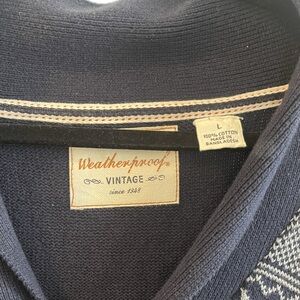 Weatherproof®
VINTAGE
since 1948
L
100% COTTON
MADE IN
BANGLADESH